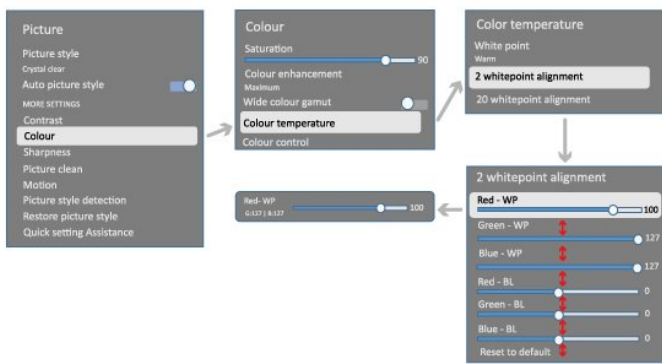 Picture
Picture style
Crystal clear
Auto picture style
MORE SETTINGS
Contrast
Colour
Sharpness
Picture clean
Motion
Picture style detection
Restore picture style
Quick setting Assistance
Colour
Saturation
90
Colour enhancement
Maximum
Wide colour gamut
Colour temperature
Colour control
Color temperature
White point
Warm
2 whitepoint alignment
20 whitepoint alignment
2 whitepoint alignment
Red - WP
100
Green - WP
127
Blue - WP
127
Red - BL
0
Green - BL
0
Blue - BL
0
Reset to default
Red- WP
G:127 | B:127
100